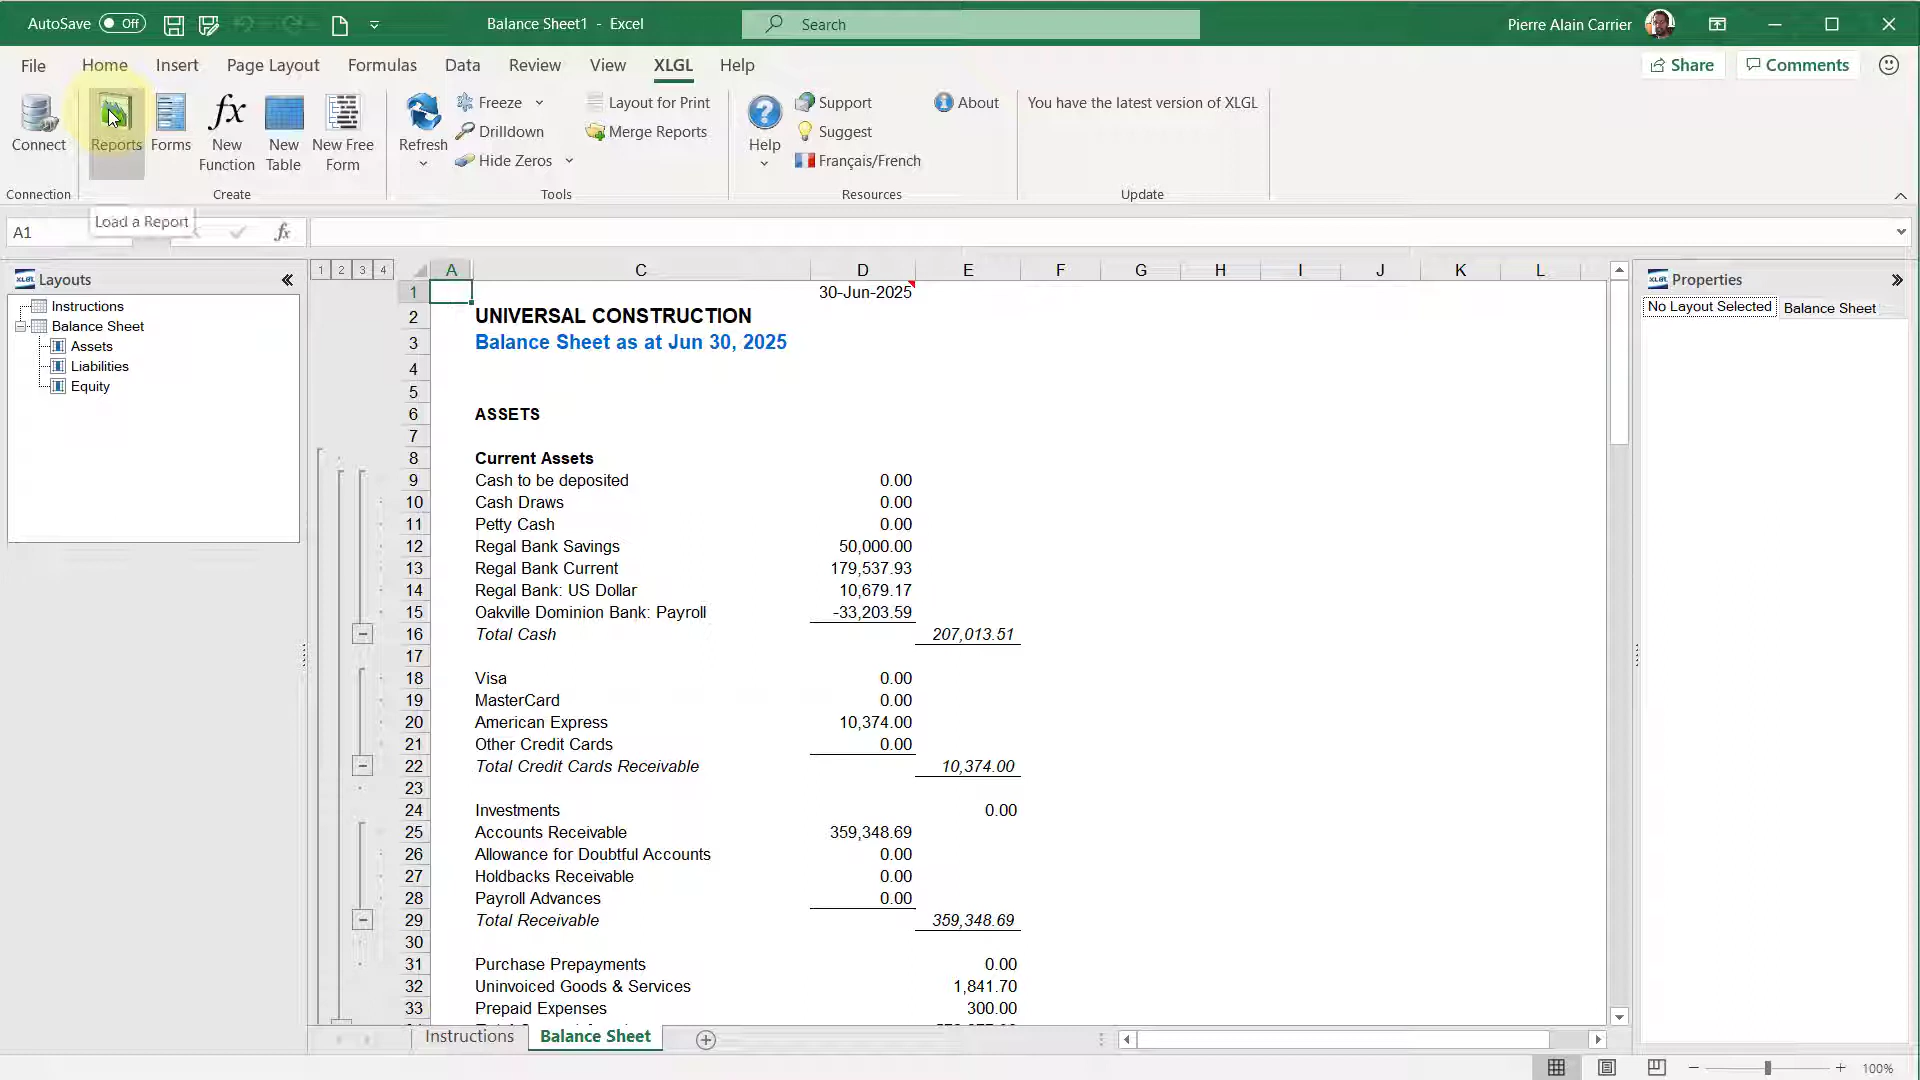 AutoSave Off Balance Sheet1 - Excel Search Pierre Alain Carrier
File Home Insert Page Layout Formulas Data Review View XLGL Help Share Comments
Connect
Reports
Forms
New Function
New Table
New Free Form
Refresh
Freeze
Drilldown
Hide Zeros
Layout for Print
Merge Reports
Help
Support
Suggest
Français/French
About
You have the latest version of XLGL
Connection Create Tools Resources Update
Load a Report
A1 fx
XLGL Layouts
Instructions
Balance Sheet
Assets
Liabilities
Equity
1 2 3 4
A C D E F G H I J K L
1 30-Jun-2025
2 UNIVERSAL CONSTRUCTION
3 Balance Sheet as at Jun 30, 2025
4
5
6 ASSETS
7
8 Current Assets
9 Cash to be deposited 0.00
10 Cash Draws 0.00
11 Petty Cash 0.00
12 Regal Bank Savings 50,000.00
13 Regal Bank Current 179,537.93
14 Regal Bank: US Dollar 10,679.17
15 Oakville Dominion Bank: Payroll -33,203.59
16 Total Cash 207,013.51
17
18 Visa 0.00
19 MasterCard 0.00
20 American Express 10,374.00
21 Other Credit Cards 0.00
22 Total Credit Cards Receivable 10,374.00
23
24 Investments 0.00
25 Accounts Receivable 359,348.69
26 Allowance for Doubtful Accounts 0.00
27 Holdbacks Receivable 0.00
28 Payroll Advances 0.00
29 Total Receivable 359,348.69
30
31 Purchase Prepayments 0.00
32 Uninvoiced Goods & Services 1,841.70
33 Prepaid Expenses 300.00
XLGL Properties
No Layout Selected Balance Sheet
Instructions Balance Sheet
100%